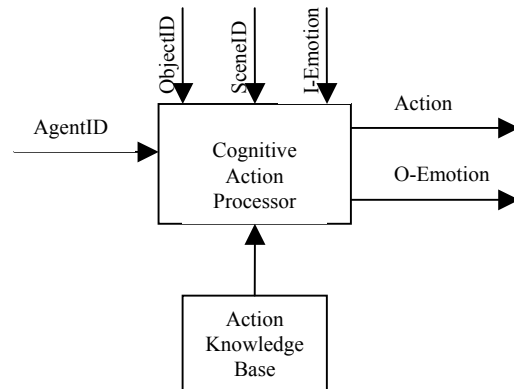 ObjectID
SceneID
I-Emotion
Action
AgentID
O-Emotion
Cognitive
Action
Processor
Action
Knowledge
Base